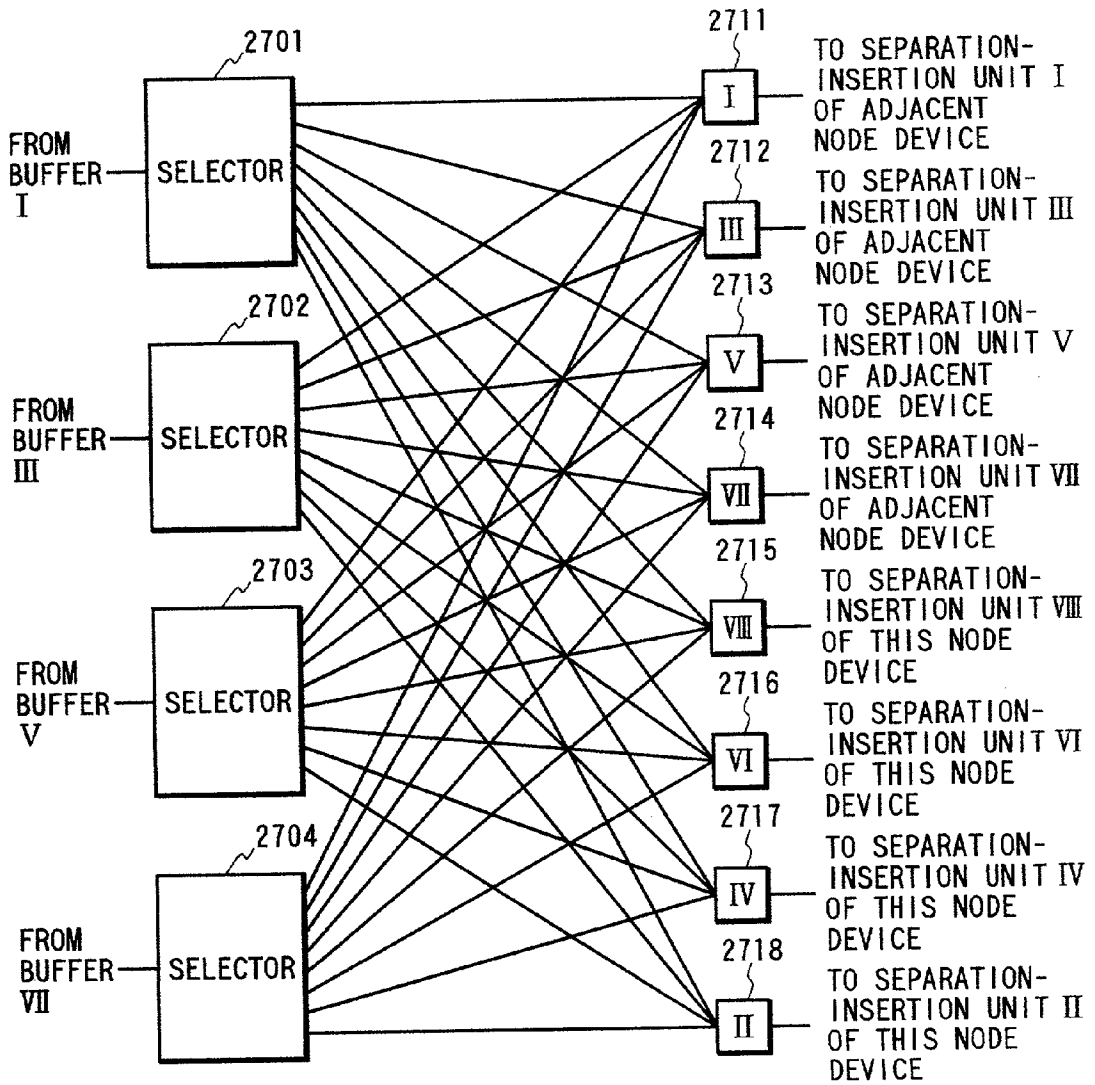 2701
FROM
BUFFER
I
SELECTOR
2702
FROM
BUFFER
III
SELECTOR
2703
FROM
BUFFER
V
SELECTOR
2704
FROM
BUFFER
VII
SELECTOR
2711
I
TO SEPARATION-
INSERTION UNIT I
OF ADJACENT
NODE DEVICE
2712
III
TO SEPARATION-
INSERTION UNIT III
OF ADJACENT
NODE DEVICE
2713
V
TO SEPARATION-
INSERTION UNIT V
OF ADJACENT
NODE DEVICE
2714
VII
TO SEPARATION-
INSERTION UNIT VII
OF ADJACENT
NODE DEVICE
2715
VIII
TO SEPARATION-
INSERTION UNIT VIII
OF THIS NODE
DEVICE
2716
VI
TO SEPARATION-
INSERTION UNIT VI
OF THIS NODE
DEVICE
2717
IV
TO SEPARATION-
INSERTION UNIT IV
OF THIS NODE
DEVICE
2718
II
TO SEPARATION-
INSERTION UNIT II
OF THIS NODE
DEVICE